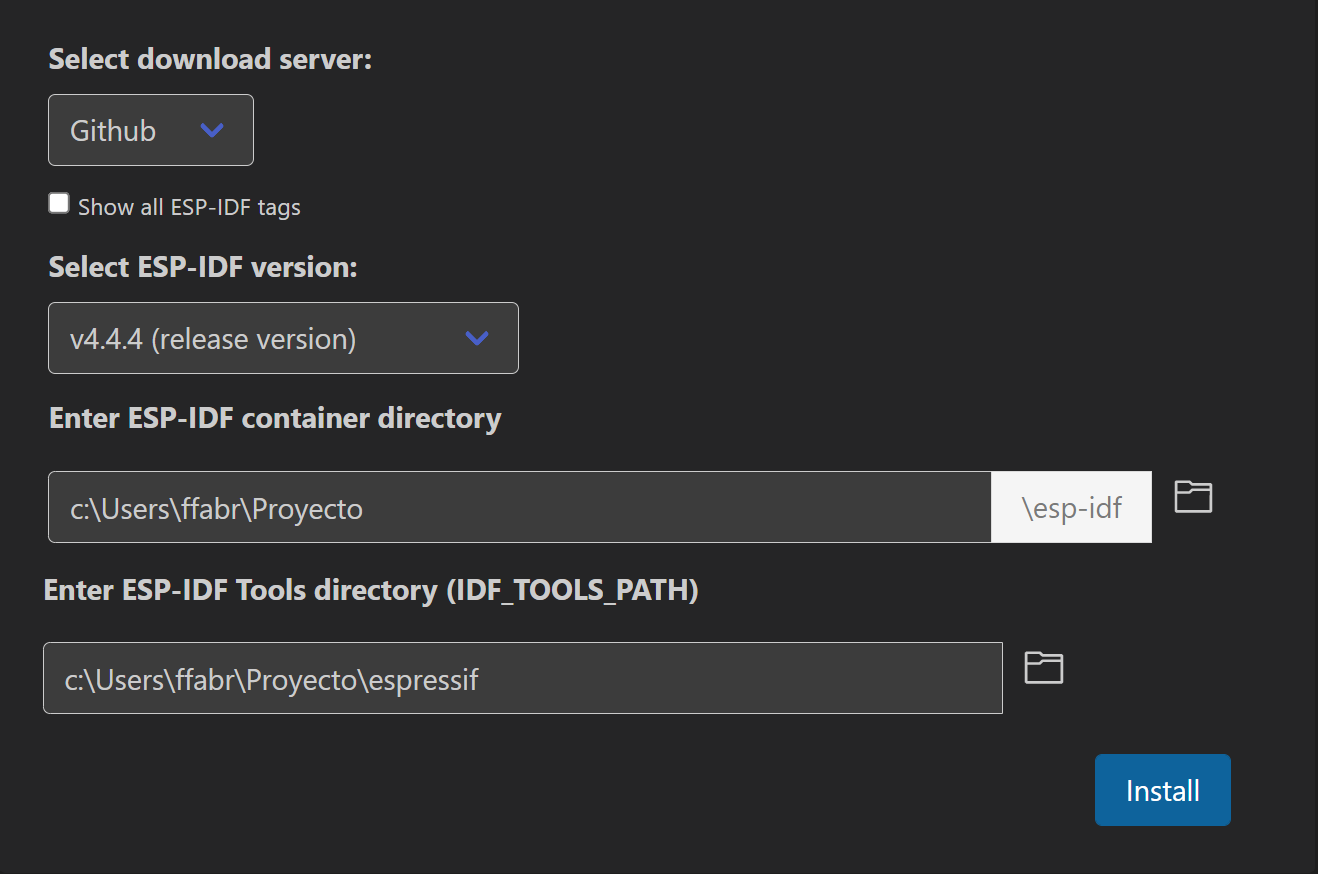 Select download server:
Github
Show all ESP-IDF tags
Select ESP-IDF version:
v4.4.4 (release version)
Enter ESP-IDF container directory
c:\Users\ffabr\Proyecto \esp-idf
Enter ESP-IDF Tools directory (IDF_TOOLS_PATH)
c:\Users\ffabr\Proyecto\espressif
Install